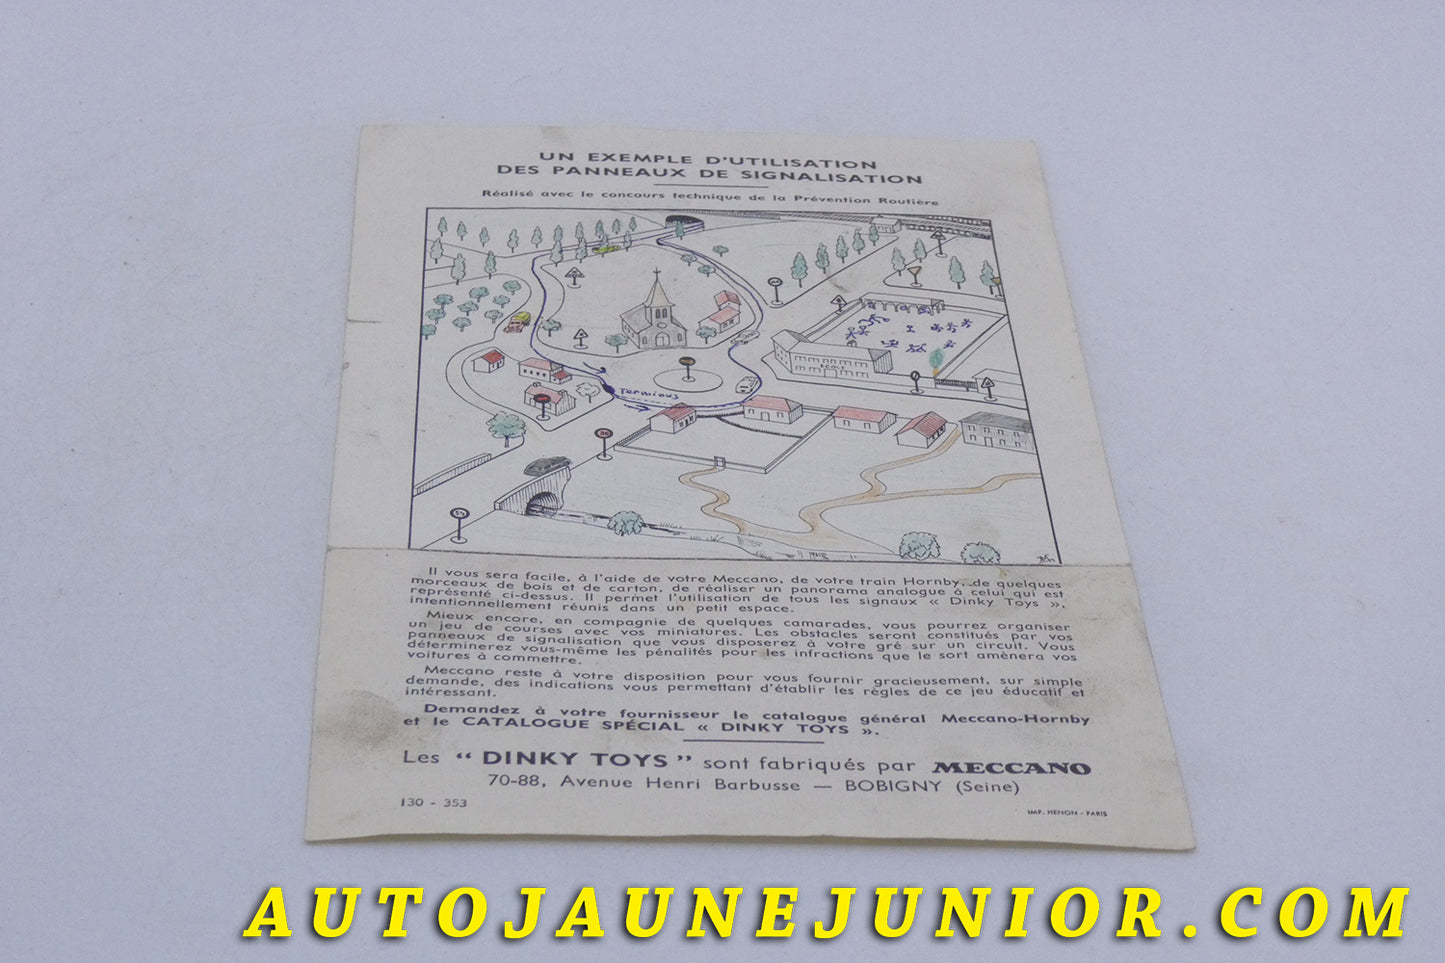 UN EXEMPLE D'UTILISATION
DES PANNEAUX DE SIGNALISATION
Réalisé avec le concours technique de la Prévention Routière
ECOLE
Terminus
Il vous sera facile, à l'aide de votre Meccano, de votre train Hornby, de quelques
morceaux de bois et de carton, de réaliser un panorama analogue à celui qui est
représenté ci-dessus. Il permet l'utilisation de tous les signaux « Dinky Toys »,
intentionnellement réunis dans un petit espace.
Mieux encore, en compagnie de quelques camarades, vous pourrez organiser
un jeu de courses avec vos miniatures. Les obstacles seront constitués par vos
panneaux de signalisation que vous disposerez à votre gré sur un circuit. Vous
déterminerez vous-même les pénalités pour les infractions que le sort amènera vos
voitures à commettre.
Meccano reste à votre disposition pour vous fournir gracieusement, sur simple
demande, des indications vous permettant d'établir les règles de ce jeu éducatif et
intéressant.
Demandez à votre fournisseur le catalogue général Meccano-Hornby
et le CATALOGUE SPÉCIAL « DINKY TOYS ».
Les “ DINKY TOYS ” sont fabriqués par MECCANO
70-88, Avenue Henri Barbusse — BOBIGNY (Seine)
130 - 353
IMP. HENON - PARIS
AUTOJAUNEJUNIOR.COM